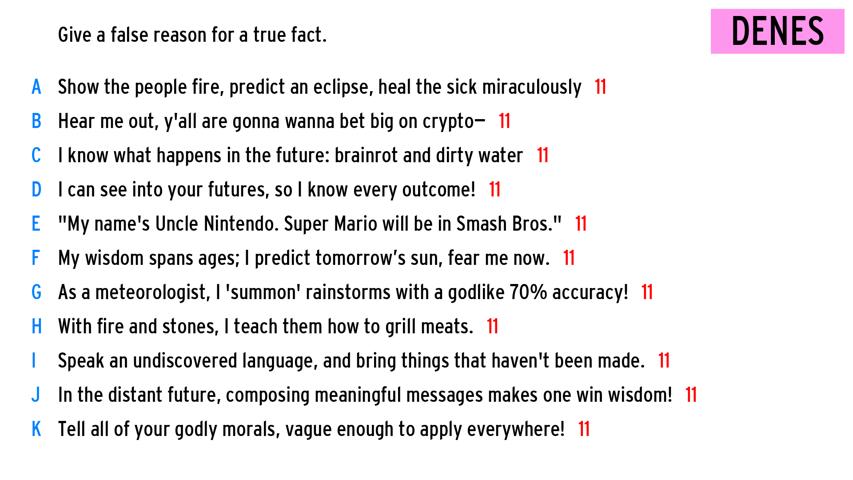 Give a false reason for a true fact.
DENES
A Show the people fire, predict an eclipse, heal the sick miraculously 11
B Hear me out, y'all are gonna wanna bet big on crypto— 11
C I know what happens in the future: brainrot and dirty water 11
D I can see into your futures, so I know every outcome! 11
E "My name's Uncle Nintendo. Super Mario will be in Smash Bros." 11
F My wisdom spans ages; I predict tomorrow’s sun, fear me now. 11
G As a meteorologist, I 'summon' rainstorms with a godlike 70% accuracy! 11
H With fire and stones, I teach them how to grill meats. 11
I Speak an undiscovered language, and bring things that haven't been made. 11
J In the distant future, composing meaningful messages makes one win wisdom! 11
K Tell all of your godly morals, vague enough to apply everywhere! 11